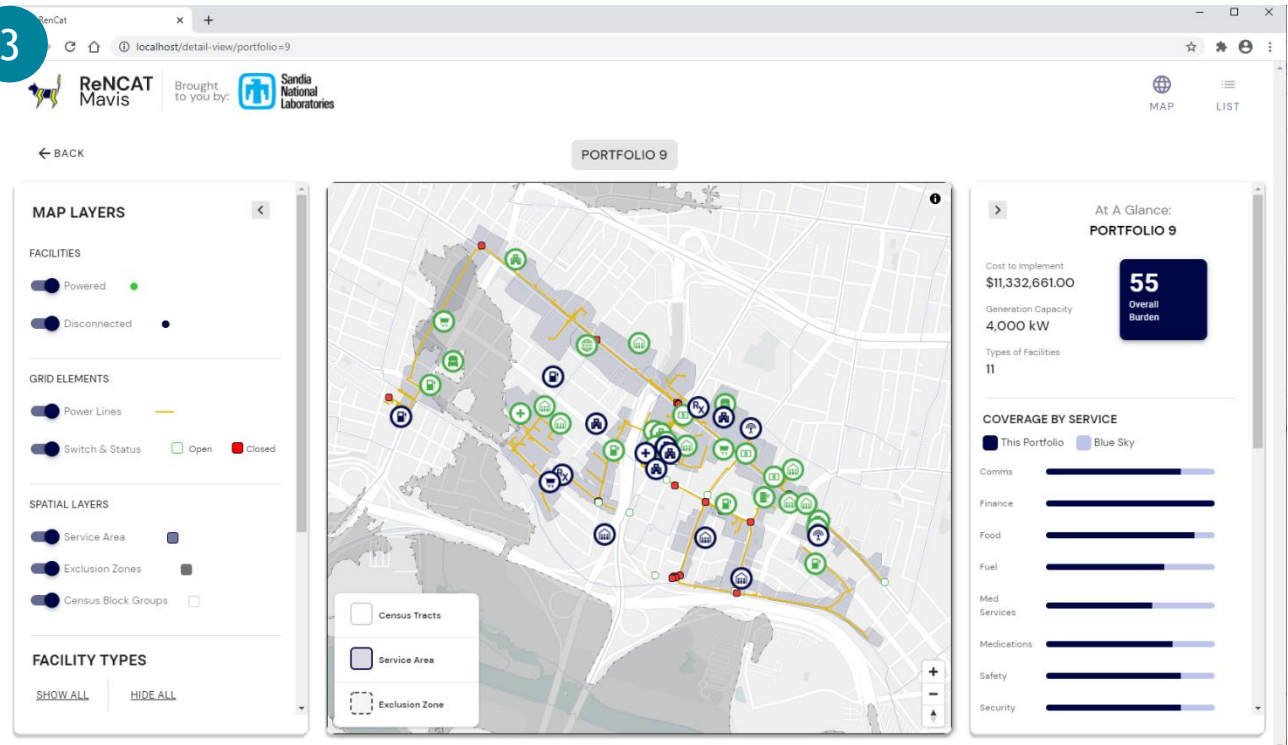 3
RenCat
localhost/detail-view/portfolio=9
ReNCAT
Mavis
Brought
to you by:
Sandia
National
Laboratories
MAP
LIST
BACK
PORTFOLIO 9
MAP LAYERS
FACILITIES
Powered
Disconnected
GRID ELEMENTS
Power Lines
Switch & Status
Open
Closed
SPATIAL LAYERS
Service Area
Exclusion Zones
Census Block Groups
FACILITY TYPES
SHOW ALL
HIDE ALL
Rx
Rx
Census Tracts
Service Area
Exclusion Zone
At A Glance:
PORTFOLIO 9
Cost to Implement
$11,332,661.00
Generation Capacity
4,000 kW
Types of Facilities
11
55
Overall
Burden
COVERAGE BY SERVICE
This Portfolio
Blue Sky
Comms
Finance
Food
Fuel
Med
Services
Medications
Safety
Security